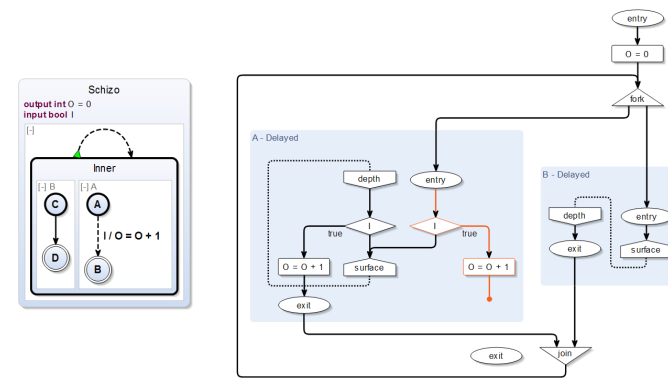 Schizo
output int O = 0
input bool I
[-]
Inner
[-] B
[-] A
C
A
I / O = O + 1
D
B
entry
O = 0
fork
A - Delayed
depth
entry
I
I
true
true
O = O + 1
surface
O = O + 1
exit
B - Delayed
depth
entry
exit
surface
exit
join